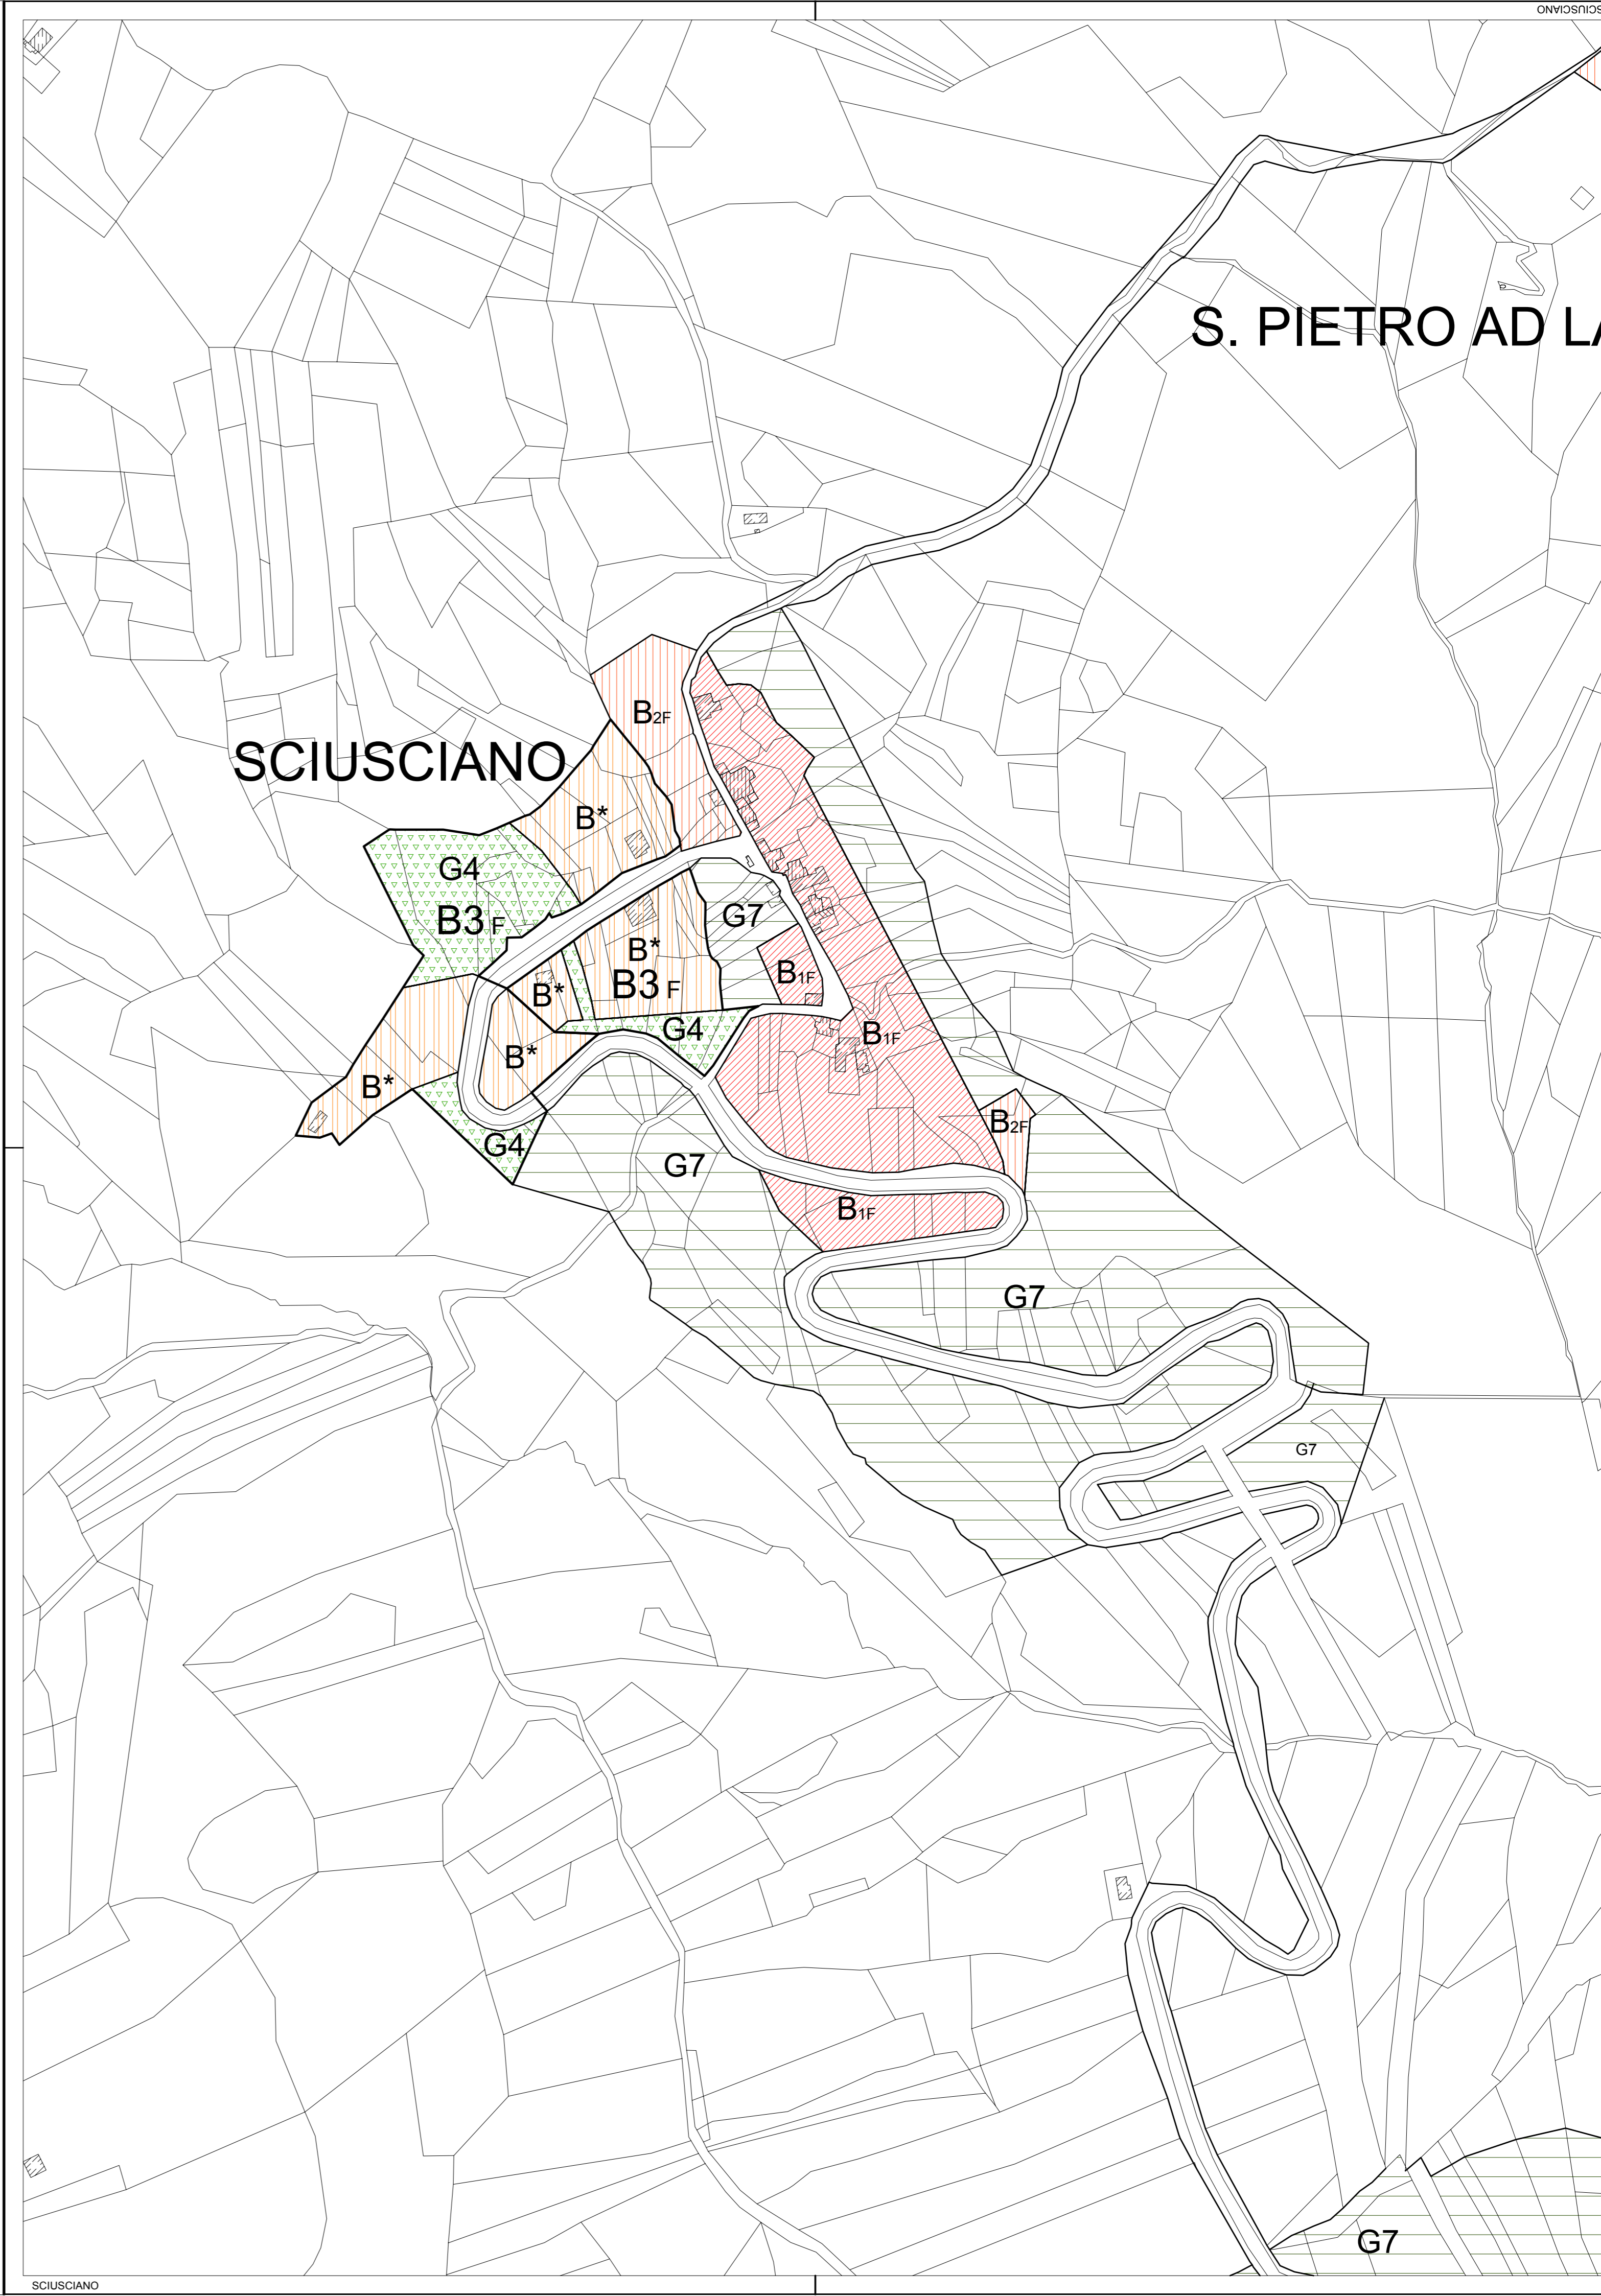 SCIUSCIANO
S. PIETRO AD LA
B2F
SCIUSCIANO
B*
G4
B3 F
G7
B*
B1F
B3 F
B*
G4
B1F
B*
B*
B2F
G4
G7
B1F
G7
G7
G7
SCIUSCIANO